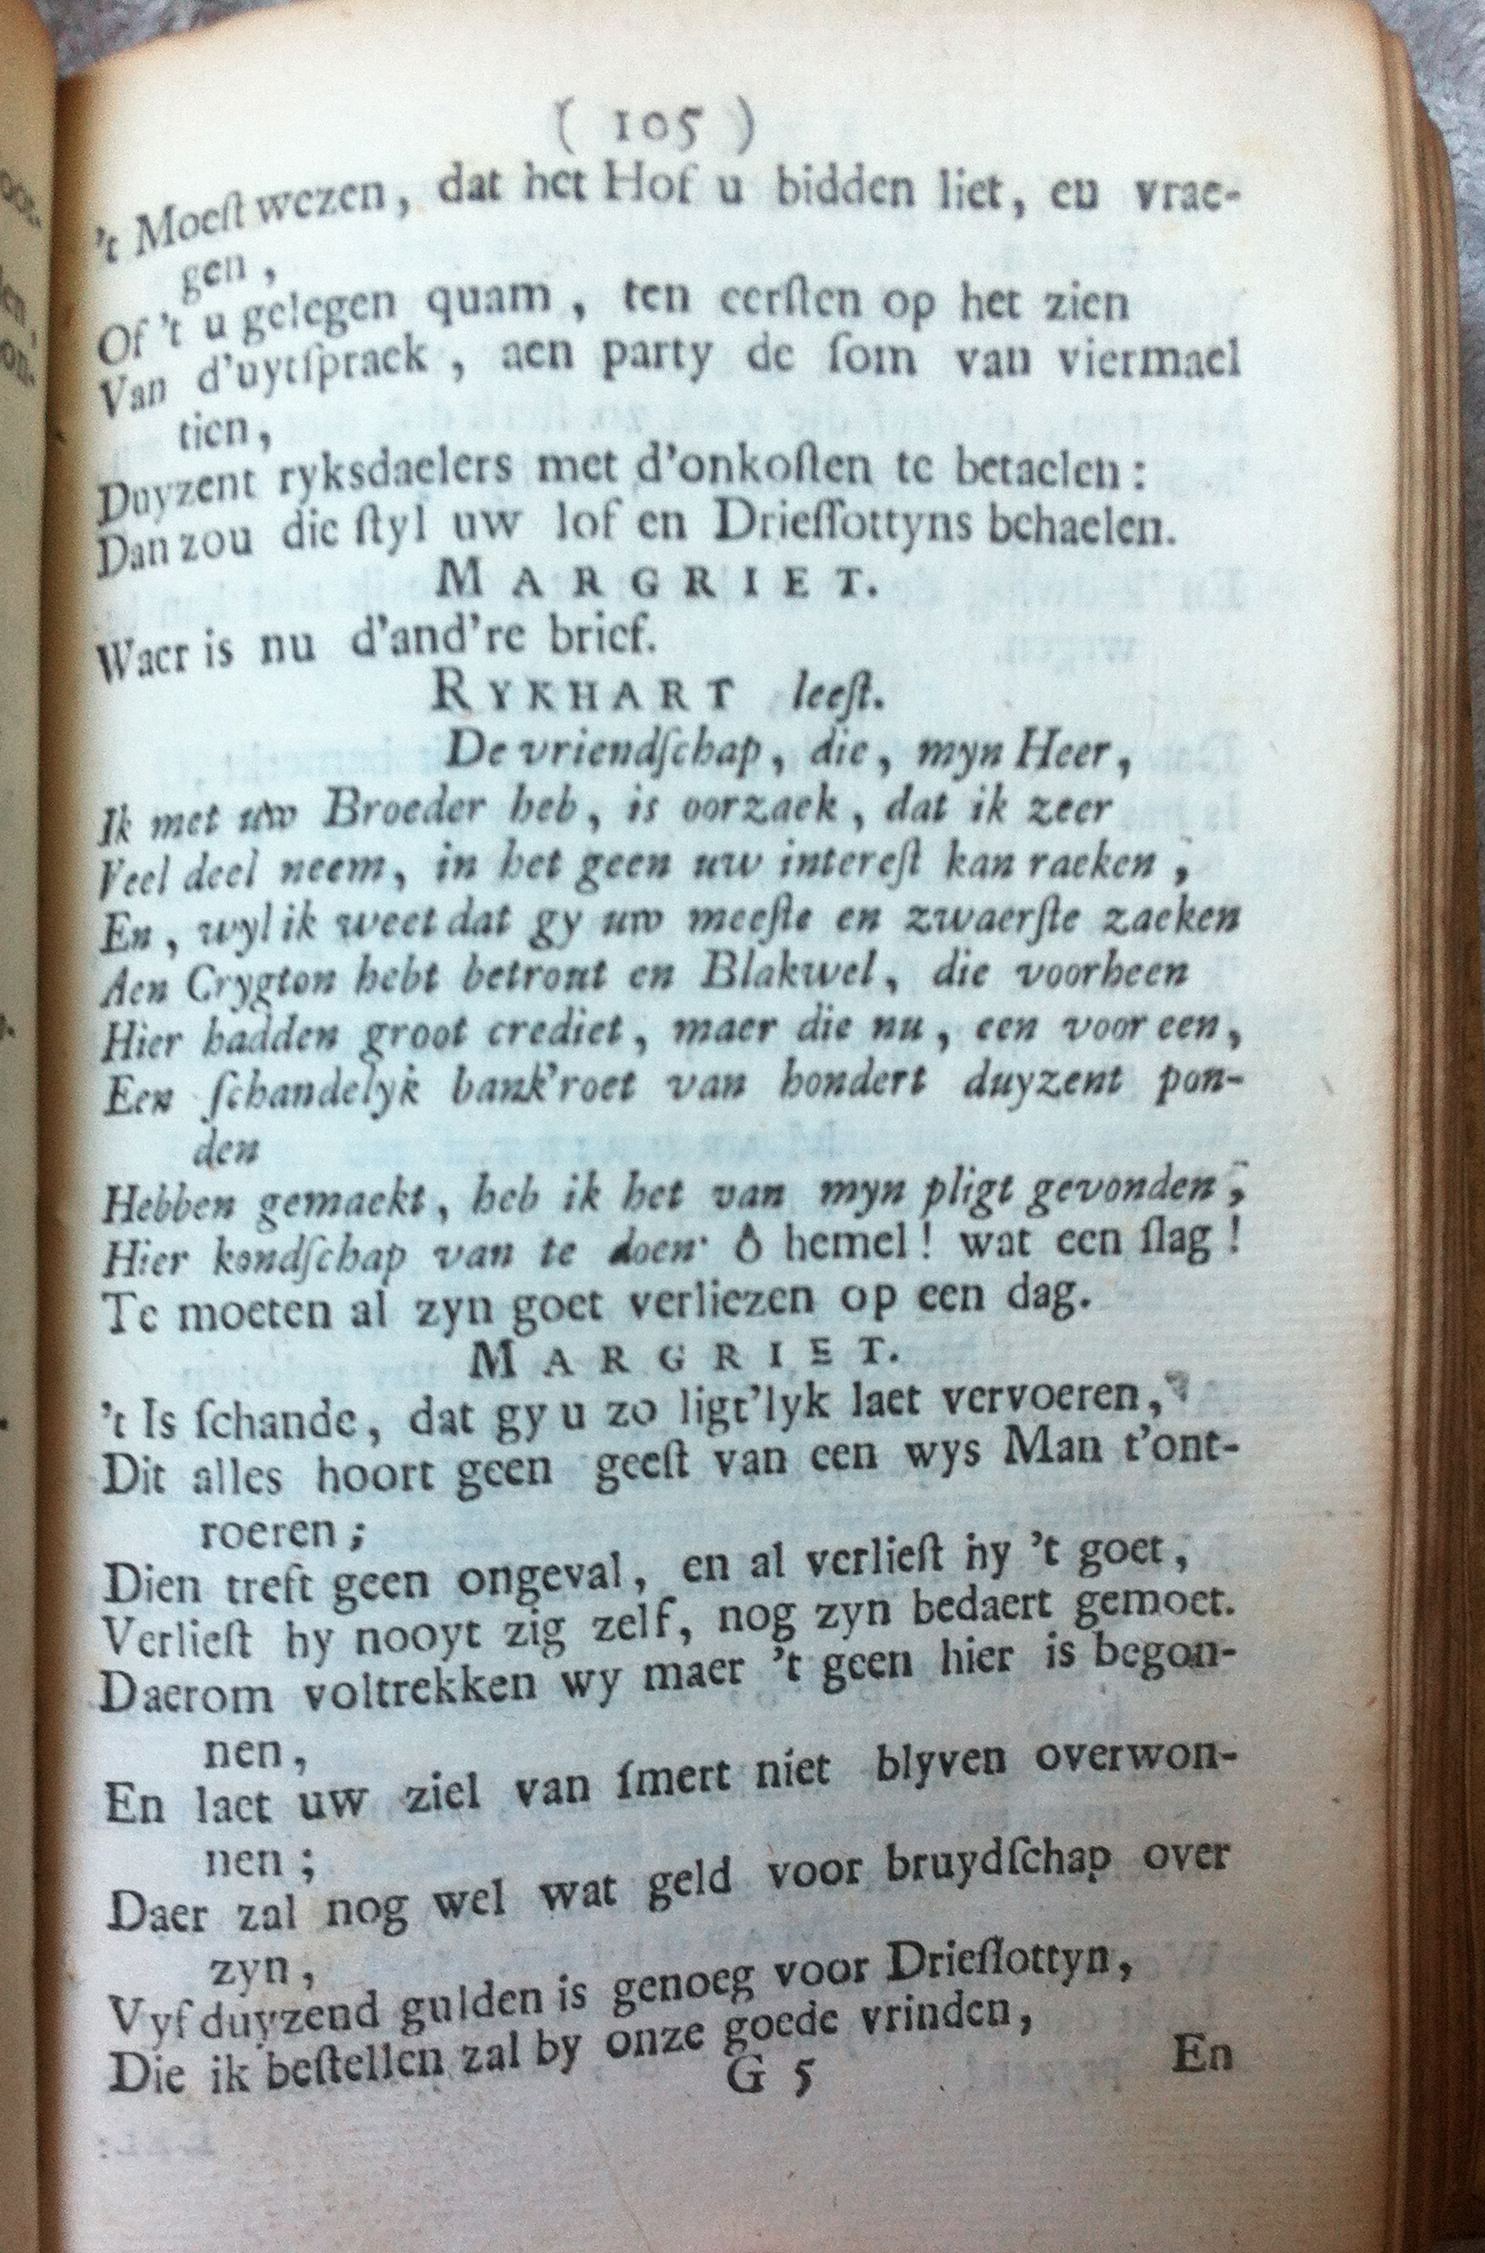 ( 105 )
't Moeſt wezen, dat het Hof u bidden liet, en vrae-
gen,
Of 't u gelegen quam, ten eerſten op het zien
Van d'uytſpraek, aen party de ſom van viermael
tien,
Duyzent ryksdaelers met d'onkoſten te betaelen:
Dan zou die ſtyl uw lof en Drieſſottyns behaelen.
MARGRIET.
Waer is nu d'and're brief.
RYKHART leeſt.
De vriendſchap, die, myn Heer,
Ik met uw Broeder heb, is oorzaek, dat ik zeer
Veel deel neem, in het geen uw intereſt kan raeken,
En, wyl ik weet dat gy uw meeſte en zwaerſte zaeken
Aen Crygton hebt betrout en Blakwel, die voorheen
Hier hadden groot crediet, maer die nu, een voor een,
Een ſchandelyk bank'roet van hondert duyzent pon-
den
Hebben gemaekt, heb ik het van myn pligt gevonden,
Hier kondſchap van te doen. ô hemel! wat een ſlag!
Te moeten al zyn goet verliezen op een dag.
MARGRIET.
't Is ſchande, dat gy u zo ligt'lyk laet vervoeren,
Dit alles hoort geen geeſt van een wys Man t'ont-
roeren;
Dien treft geen ongeval, en al verlieſt hy 't goet,
Verlieſt hy nooyt zig zelf, nog zyn bedaert gemoet.
Daerom voltrekken wy maer 't geen hier is begon-
nen,
En laet uw ziel van ſmert niet blyven overwon-
nen;
Daer zal nog wel wat geld voor bruydſchap over
zyn,
Vyf duyzend gulden is genoeg voor Drieſſottyn,
Die ik beſtellen zal by onze goede vrinden,
G 5
En